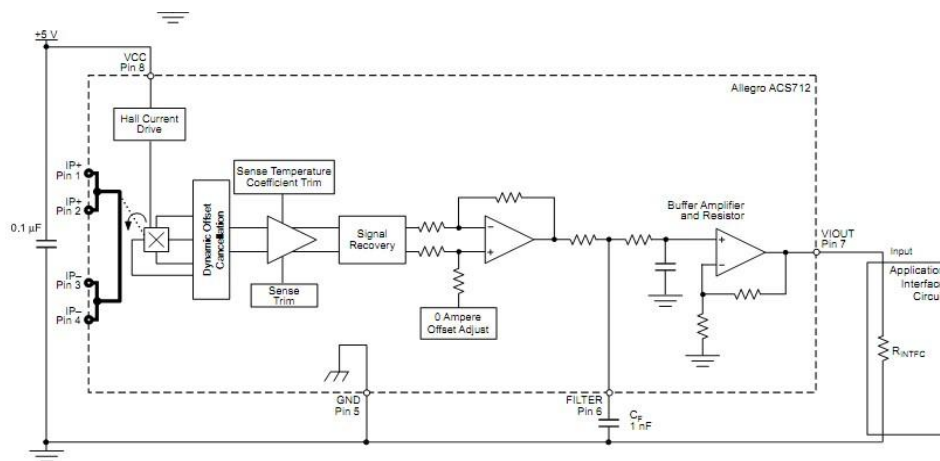 +5 V
VCC
Pin 8
Allegro ACS712
Hall Current
Drive
IP+
Pin 1
IP+
Pin 2
IP−
Pin 3
IP−
Pin 4
0.1 µF
Dynamic Offset
Cancellation
Sense Temperature
Coefficient Trim
Sense
Trim
Signal
Recovery
0 Ampere
Offset Adjust
Buffer Amplifier
and Resistor
VIOUT
Pin 7
Input
Application
Interfac
Circu
RINTFC
GND
Pin 5
FILTER
Pin 6
CF
1 nF